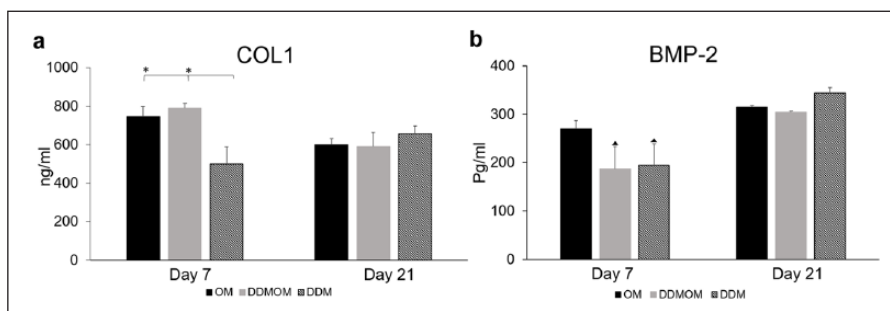 a
COL1
1000
800
600
400
200
0
ng/ml
* *
Day 7 Day 21
OM DDMOM DDM
b
BMP-2
400
300
200
100
0
Pg/ml
Day 7 Day 21
OM DDMOM DDM